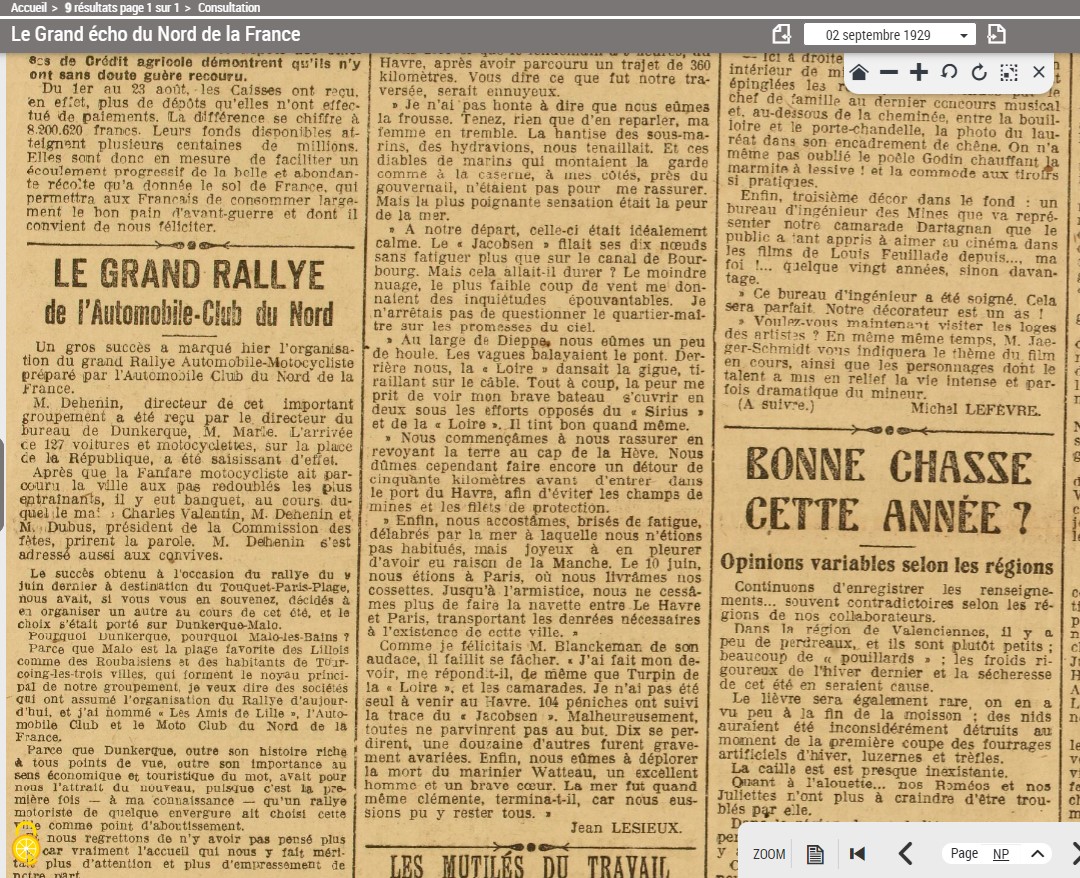 Accueil > 9 résultats page 1 sur 1 > Consultation
Le Grand écho du Nord de la France
02 septembre 1929
de Crédit agricole démontrent qu'ils n'y
ont sans doute guère recouru.
Du 1er au 23 août, les Caisses ont reçu,
en effet, plus de dépôts qu'elles n'ont effec-
tué de paiements. La différence se chiffre à
8.200.620 francs. Leurs fonds disponibles at-
teignent plusieurs centaines de millions.
Elles sont donc en mesure de faciliter un
écoulement progressif de la belle et abondan-
te récolte qu'a donnée le sol de France, qui
permettra aux Français de consommer large-
ment le bon pain d'avant-guerre et dont il
convient de nous féliciter.
LE GRAND RALLYE
de l'Automobile-Club du Nord
Un gros succès a marqué hier l'organisa-
tion du grand Rallye Automobile-Motocycliste
préparé par l'Automobile Club du Nord de la
France.
M. Dehenin, directeur de cet important
groupement a été reçu par le directeur du
bureau de Dunkerque, M. Marle. L'arrivée
de 127 voitures et motocyclettes, sur la place
de la République, a été saisissant d'effet.
Après que la Fanfare motocycliste ait par-
couru la ville aux pas redoublés les plus
entraînants, il y eut banquet, au cours du-
quel le Charles Valentin, M. Dehenin et
M. Dubus, président de la Commission des
fêtes, prirent la parole. M. Dehenin s'est
adressé aussi aux convives.
Le succès obtenu à l'occasion du rallye du 9
juin dernier à destination du Touquet-Paris-Plage,
nous avait, si vous vous en souvenez, décidés à
en organiser un autre au cours de cet été, et le
choix s'était porté sur Dunkerque-Malo.
Pourquoi Dunkerque, pourquoi Malo-les-Bains ?
Parce que Malo est la plage favorite des Lillois
comme des Roubaisiens et des habitants de Tour-
coing-les-trois villes, qui forment le noyau princi-
pal de notre groupement, je veux dire des sociétés
qui ont assumé l'organisation du Rallye d'aujour-
d'hui, et j'ai nommé « Les Amis de Lille », l'Auto-
mobile Club et le Moto Club du Nord de la
France.
Parce que Dunkerque, outre son histoire riche
à tous points de vue, outre son importance au
sens économique et touristique du mot, avait pour
nous l'attrait du nouveau, puisque c'est la pre-
mière fois — à ma connaissance — qu'un rallye
motoriste de quelque envergure ait choisi cette
comme point d'aboutissement.
nous regrettons de n'y avoir pas pensé plus
car vraiment l'accueil qui nous y fait méri-
plus d'attention et plus d'empressement de
notre part.
Havre, après avoir parcouru un trajet de 360
kilomètres. Vous dire ce que fut notre tra-
versée, serait ennuyeux.
» Je n'ai pas honte à dire que nous eûmes
la frousse. Tenez, rien que d'en reparler, ma
femme en tremble. La hantise des sous-ma-
rins, des hydravions, nous tenaillait. Et ces
diables de marins qui montaient la garde
comme à la caserne, à mes côtés, près du
gouvernail, n'étaient pas pour me rassurer.
Mais la plus poignante sensation était la peur
de la mer.
» A notre départ, celle-ci était idéalement
calme. Le « Jacobsen » filait ses dix nœuds
sans fatiguer plus que sur le canal de Bour-
bourg. Mais cela allait-il durer ? Le moindre
nuage, le plus faible coup de vent me don-
naient des inquiétudes épouvantables. Je
n'arrêtais pas de questionner le quartier-maî-
tre sur les promesses du ciel.
» Au large de Dieppe, nous eûmes un peu
de houle. Les vagues balayaient le pont. Der-
rière nous, la « Loire » dansait la gigue, ti-
raillant sur le câble. Tout à coup, la peur me
prit de voir mon brave bateau s'ouvrir en
deux sous les efforts opposés du « Sirius »
et de la « Loire ». Il tint bon quand même.
» Nous commençâmes à nous rassurer en
revoyant la terre au cap de la Hève. Nous
dûmes cependant faire encore un détour de
cinquante kilomètres avant d'entrer dans
le port du Havre, afin d'éviter les champs de
mines et les filets de protection.
» Enfin, nous accostâmes, brisés de fatigue,
délabrés par la mer à laquelle nous n'étions
pas habitués, mais joyeux à en pleurer
d'avoir eu raison de la Manche. Le 10 juin,
nous étions à Paris, où nous livrâmes nos
cossettes. Jusqu'à l'armistice, nous ne cessâ-
mes plus de faire la navette entre Le Havre
et Paris, transportant les denrées nécessaires
à l'existence de cette ville. »
Comme je félicitais M. Blanckeman de son
audace, il faillit se fâcher. « J'ai fait mon de-
voir, me répondit-il, de même que Turpin de
la « Loire », et les camarades. Je n'ai pas été
seul à venir au Havre. 104 péniches ont suivi
la trace du « Jacobsen ». Malheureusement,
toutes ne parvinrent pas au but. Dix se per-
dirent, une douzaine d'autres furent grave-
ment avariées. Enfin, nous eûmes à déplorer
la mort du marinier Watteau, un excellent
homme et un brave cœur. La mer fut quand
même clémente, termina-t-il, car nous eus-
sions pu y rester tous. »
Jean LESIEUX.
LES MUTILÉS DU TRAVAIL
— Ici à droite
intérieur de mi
épinglées les
chef de famille au dernier concours musical
et, au-dessous de la cheminée, entre la bouil-
loire et le porte-chandelle, la photo du lau-
réat dans son encadrement de chêne. On n'a
même pas oublié le poêle Godin chauffant la
marmite à lessive ! et la commode aux tiroirs
si pratiques.
Enfin, troisième décor dans le fond : un
bureau d'ingénieur des Mines que va repré-
senter notre camarade Dartagnan que le
public a tant appris à aimer au cinéma dans
les films de Louis Feuillade depuis.... ma
foi !... quelque vingt années, sinon davan-
tage.
» Ce bureau d'ingénieur a été soigné. Cela
sera parfait. Notre décorateur est un as !
» Voulez-vous maintenant visiter les loges
des artistes ? En même même temps, M. Jae-
ger-Schmidt vous indiquera le thème du film
en cours, ainsi que les personnages dont le
talent a mis en relief la vie intense et par-
fois dramatique du mineur.
(A suivre.) Michel LEFÈVRE.
BONNE CHASSE
CETTE ANNÉE ?
Opinions variables selon les régions
Continuons d'enregistrer les renseigne-
ments... souvent contradictoires selon les ré-
gions de nos collaborateurs.
Dans la région de Valenciennes, il y a
peu de perdreaux, et ils sont plutôt petits ;
beaucoup de « pouillards » ; les froids ri-
goureux de l'hiver dernier et la sécheresse
de cet été en seraient cause.
Le lièvre sera également rare, on en a
vu peu à la fin de la moisson ; des nids
auraient été inconsidérément détruits au
moment de la première coupe des fourrages
artificiels d'hiver, luzernes et trèfles.
La caille est est presque inexistante.
Quant à l'alouette... nos Roméos et nos
Juliettes n'ont plus à craindre d'être trou-
blés par elle.
ZOOM
Page NP